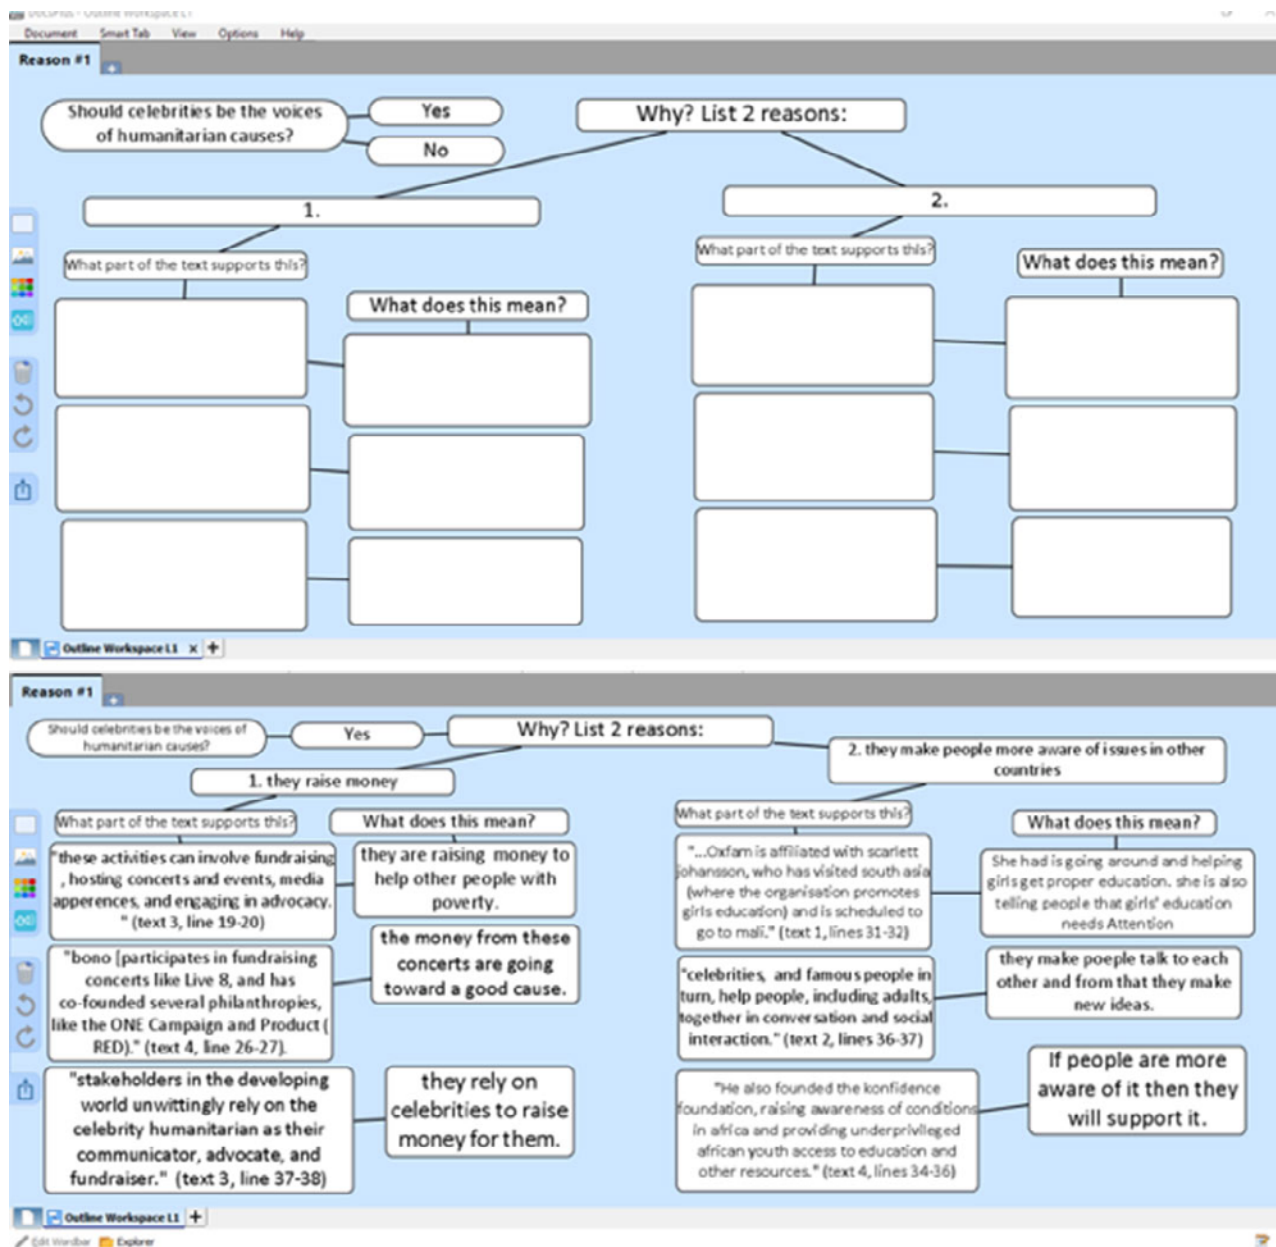 DocsPlus - Outline Workspace L1
Document Smart Tab View Options Help
Reason #1
Should celebrities be the voices
of humanitarian causes?
Yes
No
Why? List 2 reasons:
1.
What part of the text supports this?
What does this mean?
2.
What part of the text supports this?
What does this mean?
Outline Workspace L1 x +
Reason #1
Should celebrities be the voices of
humanitarian causes?
Yes
Why? List 2 reasons:
1. they raise money
What part of the text supports this?
What does this mean?
"these activities can involve fundraising
, hosting concerts and events, media
apperences, and engaging in advocacy.
" (text 3, line 19-20)
they are raising money to
help other people with
poverty.
"bono [participates in fundraising
concerts like Live 8, and has
co-founded several philanthropies,
like the ONE Campaign and Product (
RED)." (text 4, line 26-27).
the money from these
concerts are going
toward a good cause.
"stakeholders in the developing
world unwittingly rely on the
celebrity humanitarian as their
communicator, advocate, and
fundraiser." (text 3, line 37-38)
they rely on
celebrities to raise
money for them.
2. they make people more aware of issues in other
countries
What part of the text supports this?
What does this mean?
"...Oxfam is affiliated with scarlett
johansson, who has visited south asia
(where the organisation promotes
girls education) and is scheduled to
go to mali." (text 1, lines 31-32)
She had is going around and helping
girls get proper education. she is also
telling people that girls' education
needs Attention
"celebrities, and famous people in
turn, help people, including adults,
together in conversation and social
interaction." (text 2, lines 36-37)
they make poeple talk to each
other and from that they make
new ideas.
"He also founded the konfidence
foundation, raising awareness of conditions
in africa and providing underprivileged
african youth access to education and
other resources." (text 4, lines 34-36)
If people are more
aware of it then they
will support it.
Outline Workspace L1 +
Edit Wordbar Explorer